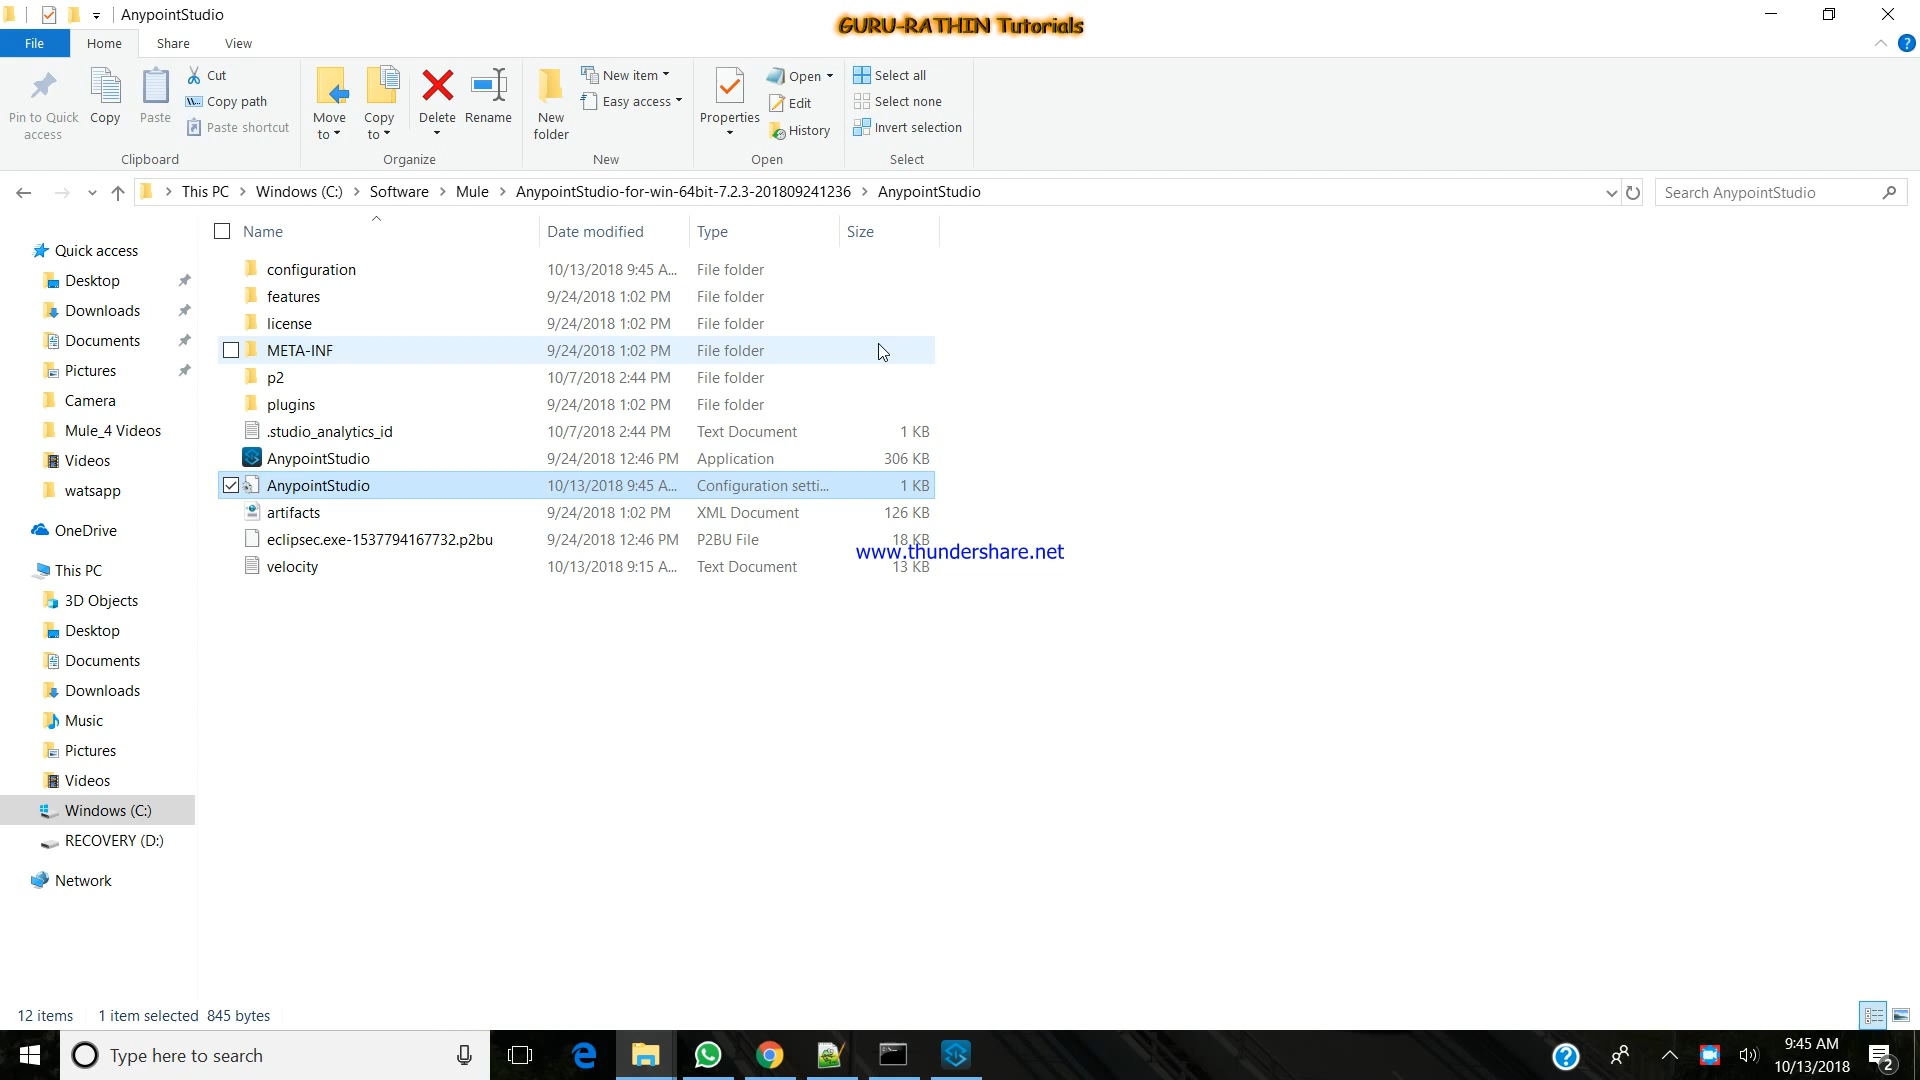 AnypointStudio
GURU-RATHIN Tutorials
File Home Share View
Pin to Quick access
Copy
Paste
Cut
Copy path
Paste shortcut
Clipboard
Move to
Copy to
Delete
Rename
Organize
New folder
New item
Easy access
New
Properties
Open
Edit
History
Open
Select all
Select none
Invert selection
Select
This PC > Windows (C:) > Software > Mule > AnypointStudio-for-win-64bit-7.2.3-201809241236 > AnypointStudio
Search AnypointStudio
Quick access
Desktop
Downloads
Documents
Pictures
Camera
Mule_4 Videos
Videos
watsapp
OneDrive
This PC
3D Objects
Desktop
Documents
Downloads
Music
Pictures
Videos
Windows (C:)
RECOVERY (D:)
Network
Name Date modified Type Size
configuration 10/13/2018 9:45 A... File folder
features 9/24/2018 1:02 PM File folder
license 9/24/2018 1:02 PM File folder
META-INF 9/24/2018 1:02 PM File folder
p2 10/7/2018 2:44 PM File folder
plugins 9/24/2018 1:02 PM File folder
.studio_analytics_id 10/7/2018 2:44 PM Text Document 1 KB
AnypointStudio 9/24/2018 12:46 PM Application 306 KB
AnypointStudio 10/13/2018 9:45 A... Configuration setti... 1 KB
artifacts 9/24/2018 1:02 PM XML Document 126 KB
eclipsec.exe-1537794167732.p2bu 9/24/2018 12:46 PM P2BU File 18 KB
www.thundershare.net
velocity 10/13/2018 9:15 A... Text Document 13 KB
12 items 1 item selected 845 bytes
Type here to search
9:45 AM
10/13/2018
2